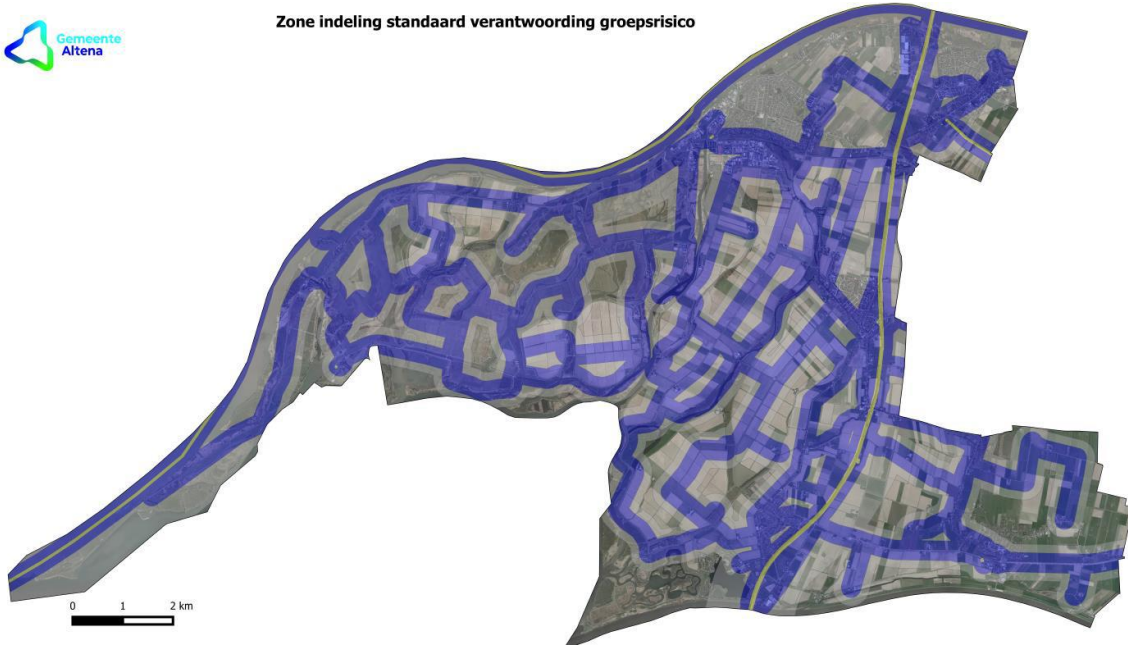 Zone indeling standaard verantwoording groepsrisico
Gemeente
Altena
0 1 2 km